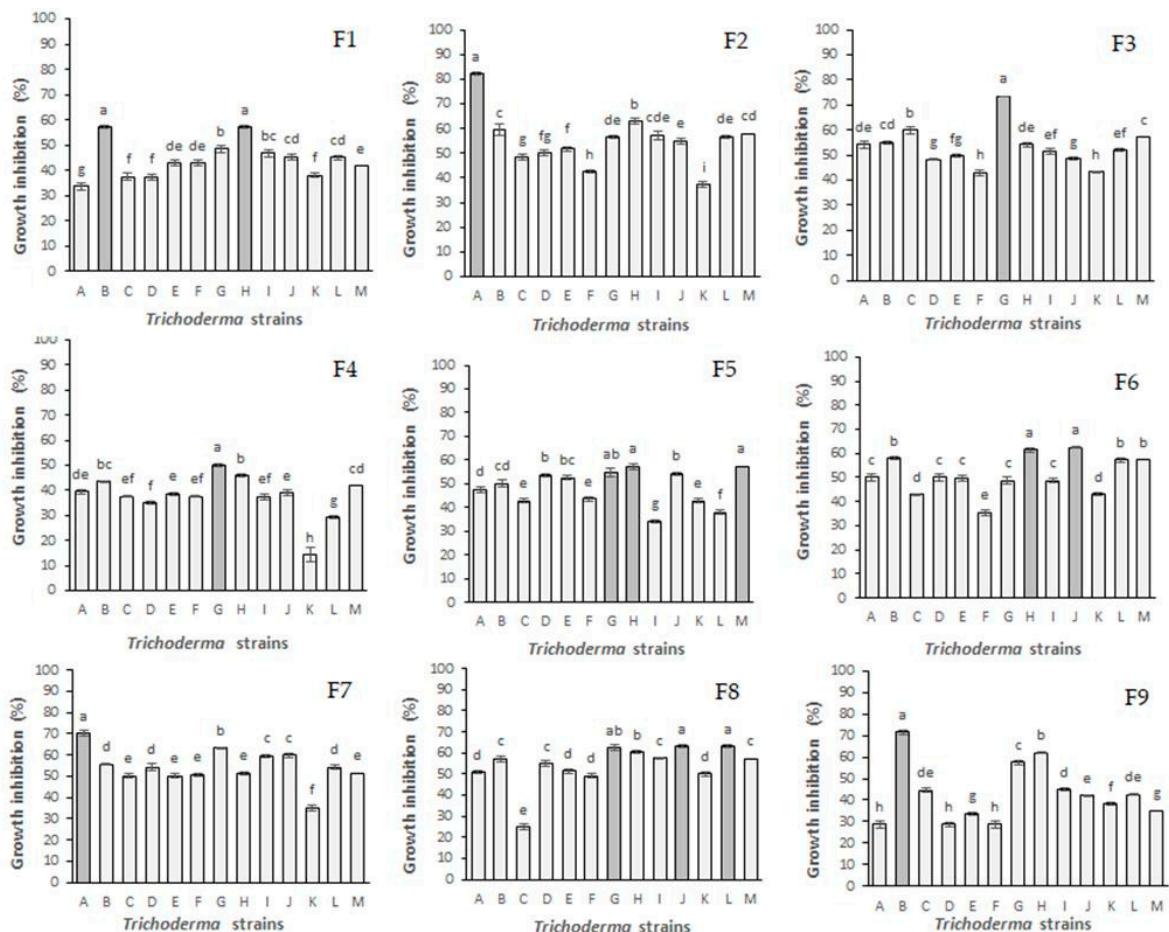 F1
Growth inhibition (%)
100
90
80
70
60
50
40
30
20
10
0
g a f f de de b a bc cd f cd e
A B C D E F G H I J K L M
Trichoderma strains
F2
Growth inhibition (%)
100
90
80
70
60
50
40
30
20
10
0
a c g fg f h de b cde e i de cd
A B C D E F G H I J K L M
Trichoderma strains
F3
Growth inhibition (%)
100
90
80
70
60
50
40
30
20
10
0
de cd c d fg h a de ef g h ef c
A B C D E F G H I J K L M
Trichoderma strains
F4
Growth inhibition (%)
100
90
80
70
60
50
40
30
20
10
0
de bc ef f e ef a b ef e h g cd
A B C D E F G H I J K L M
Trichoderma strains
F5
Growth inhibition (%)
100
90
80
70
60
50
40
30
20
10
0
d cd e d bc e ab a g b e f a
A B C D E F G H I J K L M
Trichoderma strains
F6
Growth inhibition (%)
100
90
80
70
60
50
40
30
20
10
0
c b d c c e c a c a d b b
A B C D E F G H I J K L M
Trichoderma strains
F7
Growth inhibition (%)
100
90
80
70
60
50
40
30
20
10
0
a d e d e e b e c c f d e
A B C D E F G H I J K L M
Trichoderma strains
F8
Growth inhibition (%)
100
90
80
70
60
50
40
30
20
10
0
d c e d d d ab b c a d a c
A B C D E F G H I J K L M
Trichoderma strains
F9
Growth inhibition (%)
100
90
80
70
60
50
40
30
20
10
0
h a de d g f c b d e f de g
A B C D E F G H I J K L M
Trichoderma strains